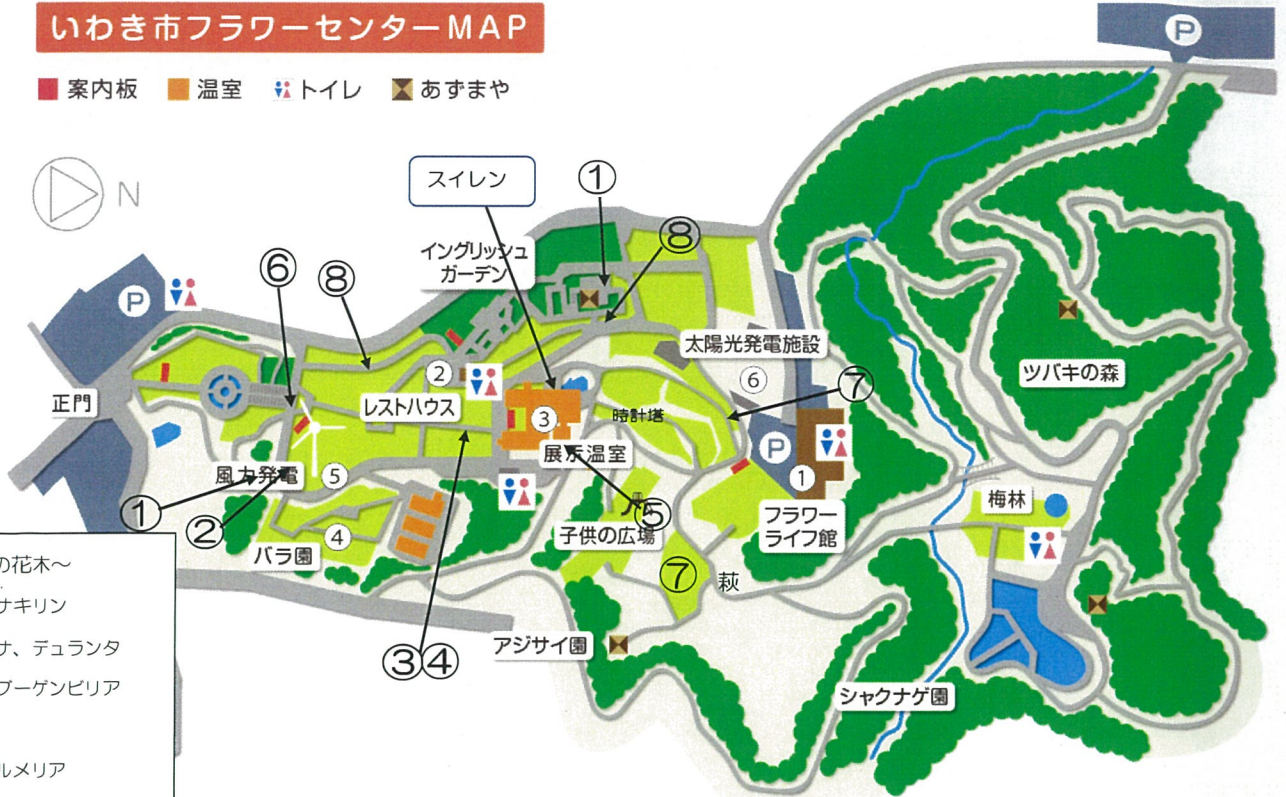 いわき市フラワーセンターMAP
案内板
温室
トイレ
あずまや
N
スイレン
①
⑧
イングリッシュ
ガーデン
⑥
⑧
P
P
正門
②
レストハウス
太陽光発電施設
⑥
⑦
ツバキの森
③
時計塔
展示温室
P
①
風力発電
⑤
①
②
④
バラ園
⑤
子供の広場
フラワー
ライフ館
梅林
⑦
萩
③④
アジサイ園
シャクナゲ園
の花木～
サキリン
ナ、デュランタ
ブーゲンビリア
ルメリア